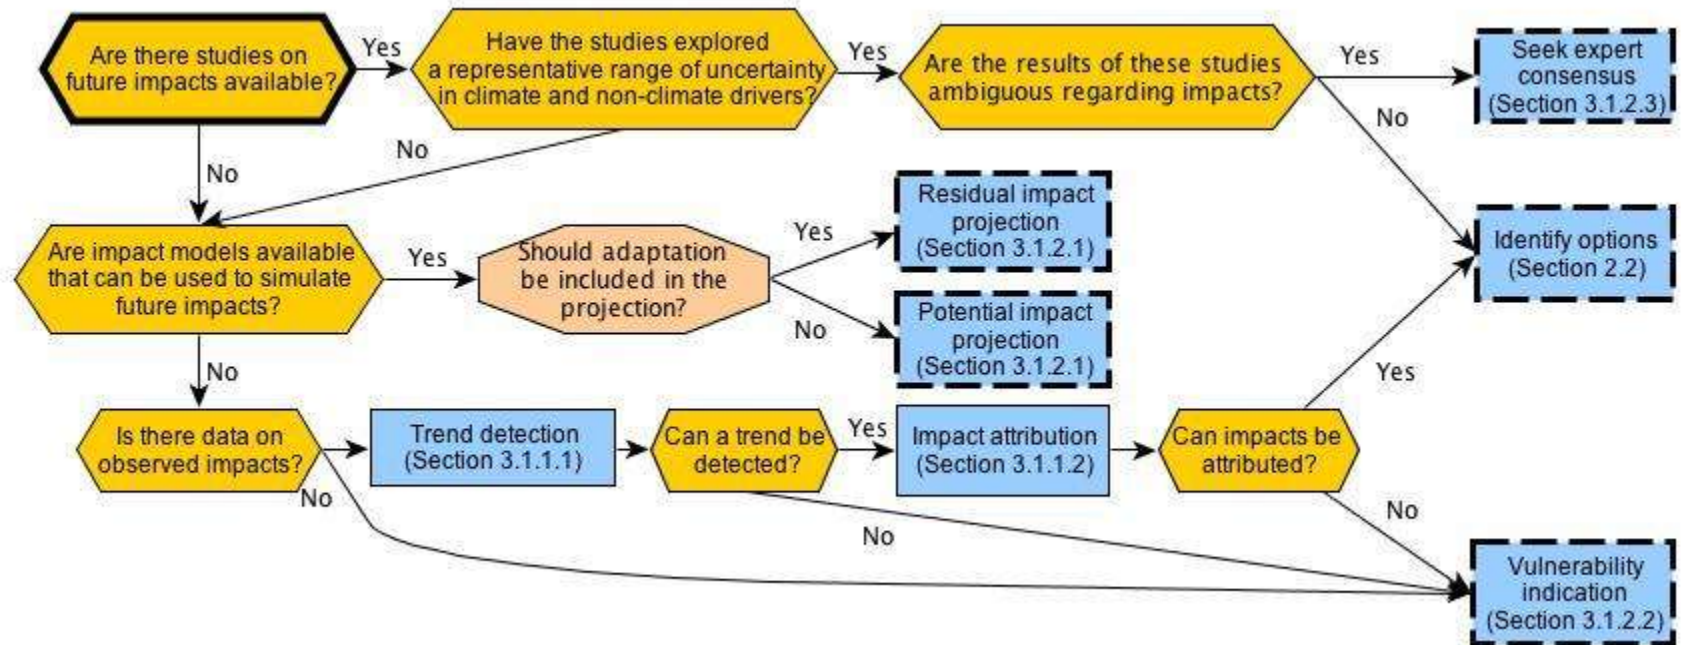 Are there studies on
future impacts available?
Yes
Have the studies explored
a representative range of uncertainty
in climate and non-climate drivers?
Yes
Are the results of these studies
ambiguous regarding impacts?
Yes
Seek expert
consensus
(Section 3.1.2.3)
No
No
No
Are impact models available
that can be used to simulate
future impacts?
Yes
Should adaptation
be included in the
projection?
Yes
Residual impact
projection
(Section 3.1.2.1)
No
Potential impact
projection
(Section 3.1.2.1)
Identify options
(Section 2.2)
No
Yes
Is there data on
observed impacts?
Trend detection
(Section 3.1.1.1)
Can a trend be
detected?
Yes
Impact attribution
(Section 3.1.1.2)
Can impacts be
attributed?
No
No
No
Vulnerability
indication
(Section 3.1.2.2)